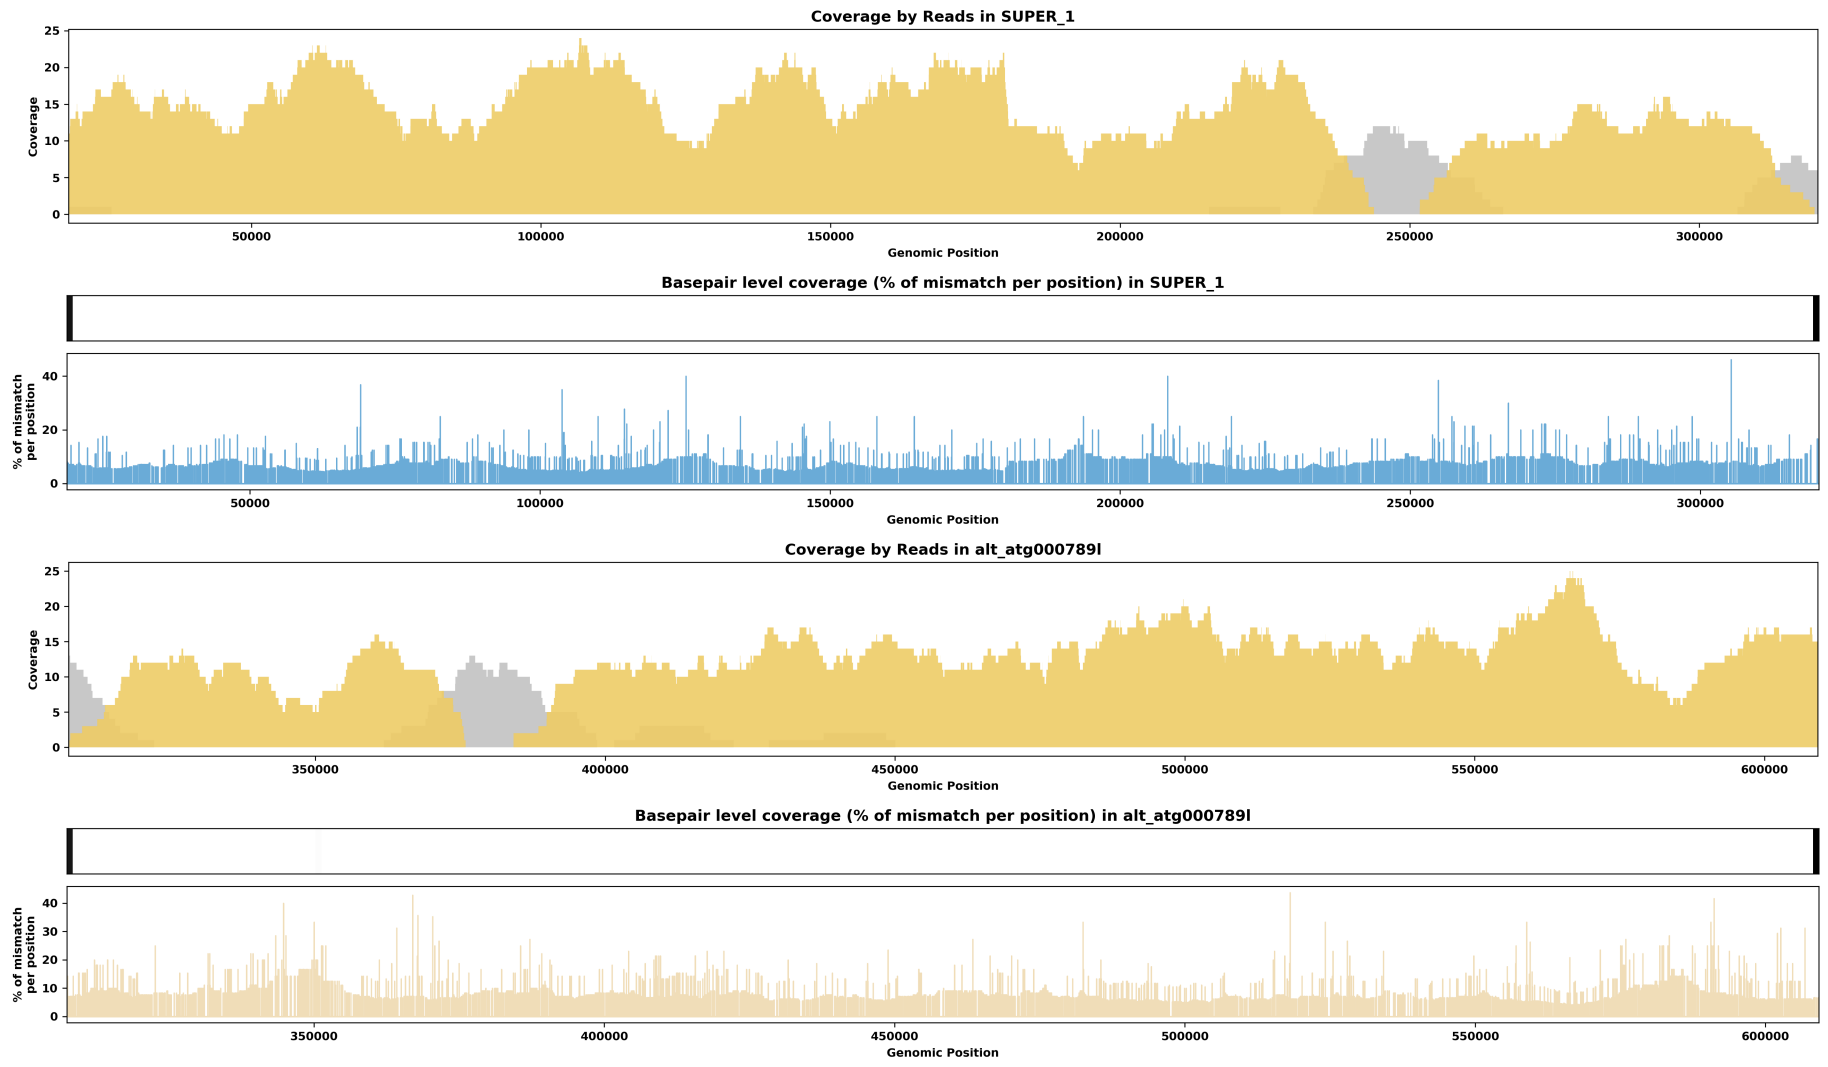 Coverage by Reads in SUPER_1
25
20
15
10
5
0
Coverage
50000 100000 150000 200000 250000 300000
Genomic Position
Basepair level coverage (% of mismatch per position) in SUPER_1
40
20
0
% of mismatch
per position
50000 100000 150000 200000 250000 300000
Genomic Position
Coverage by Reads in alt_atg000789l
25
20
15
10
5
0
Coverage
350000 400000 450000 500000 550000 600000
Genomic Position
Basepair level coverage (% of mismatch per position) in alt_atg000789l
40
30
20
10
0
% of mismatch
per position
350000 400000 450000 500000 550000 600000
Genomic Position